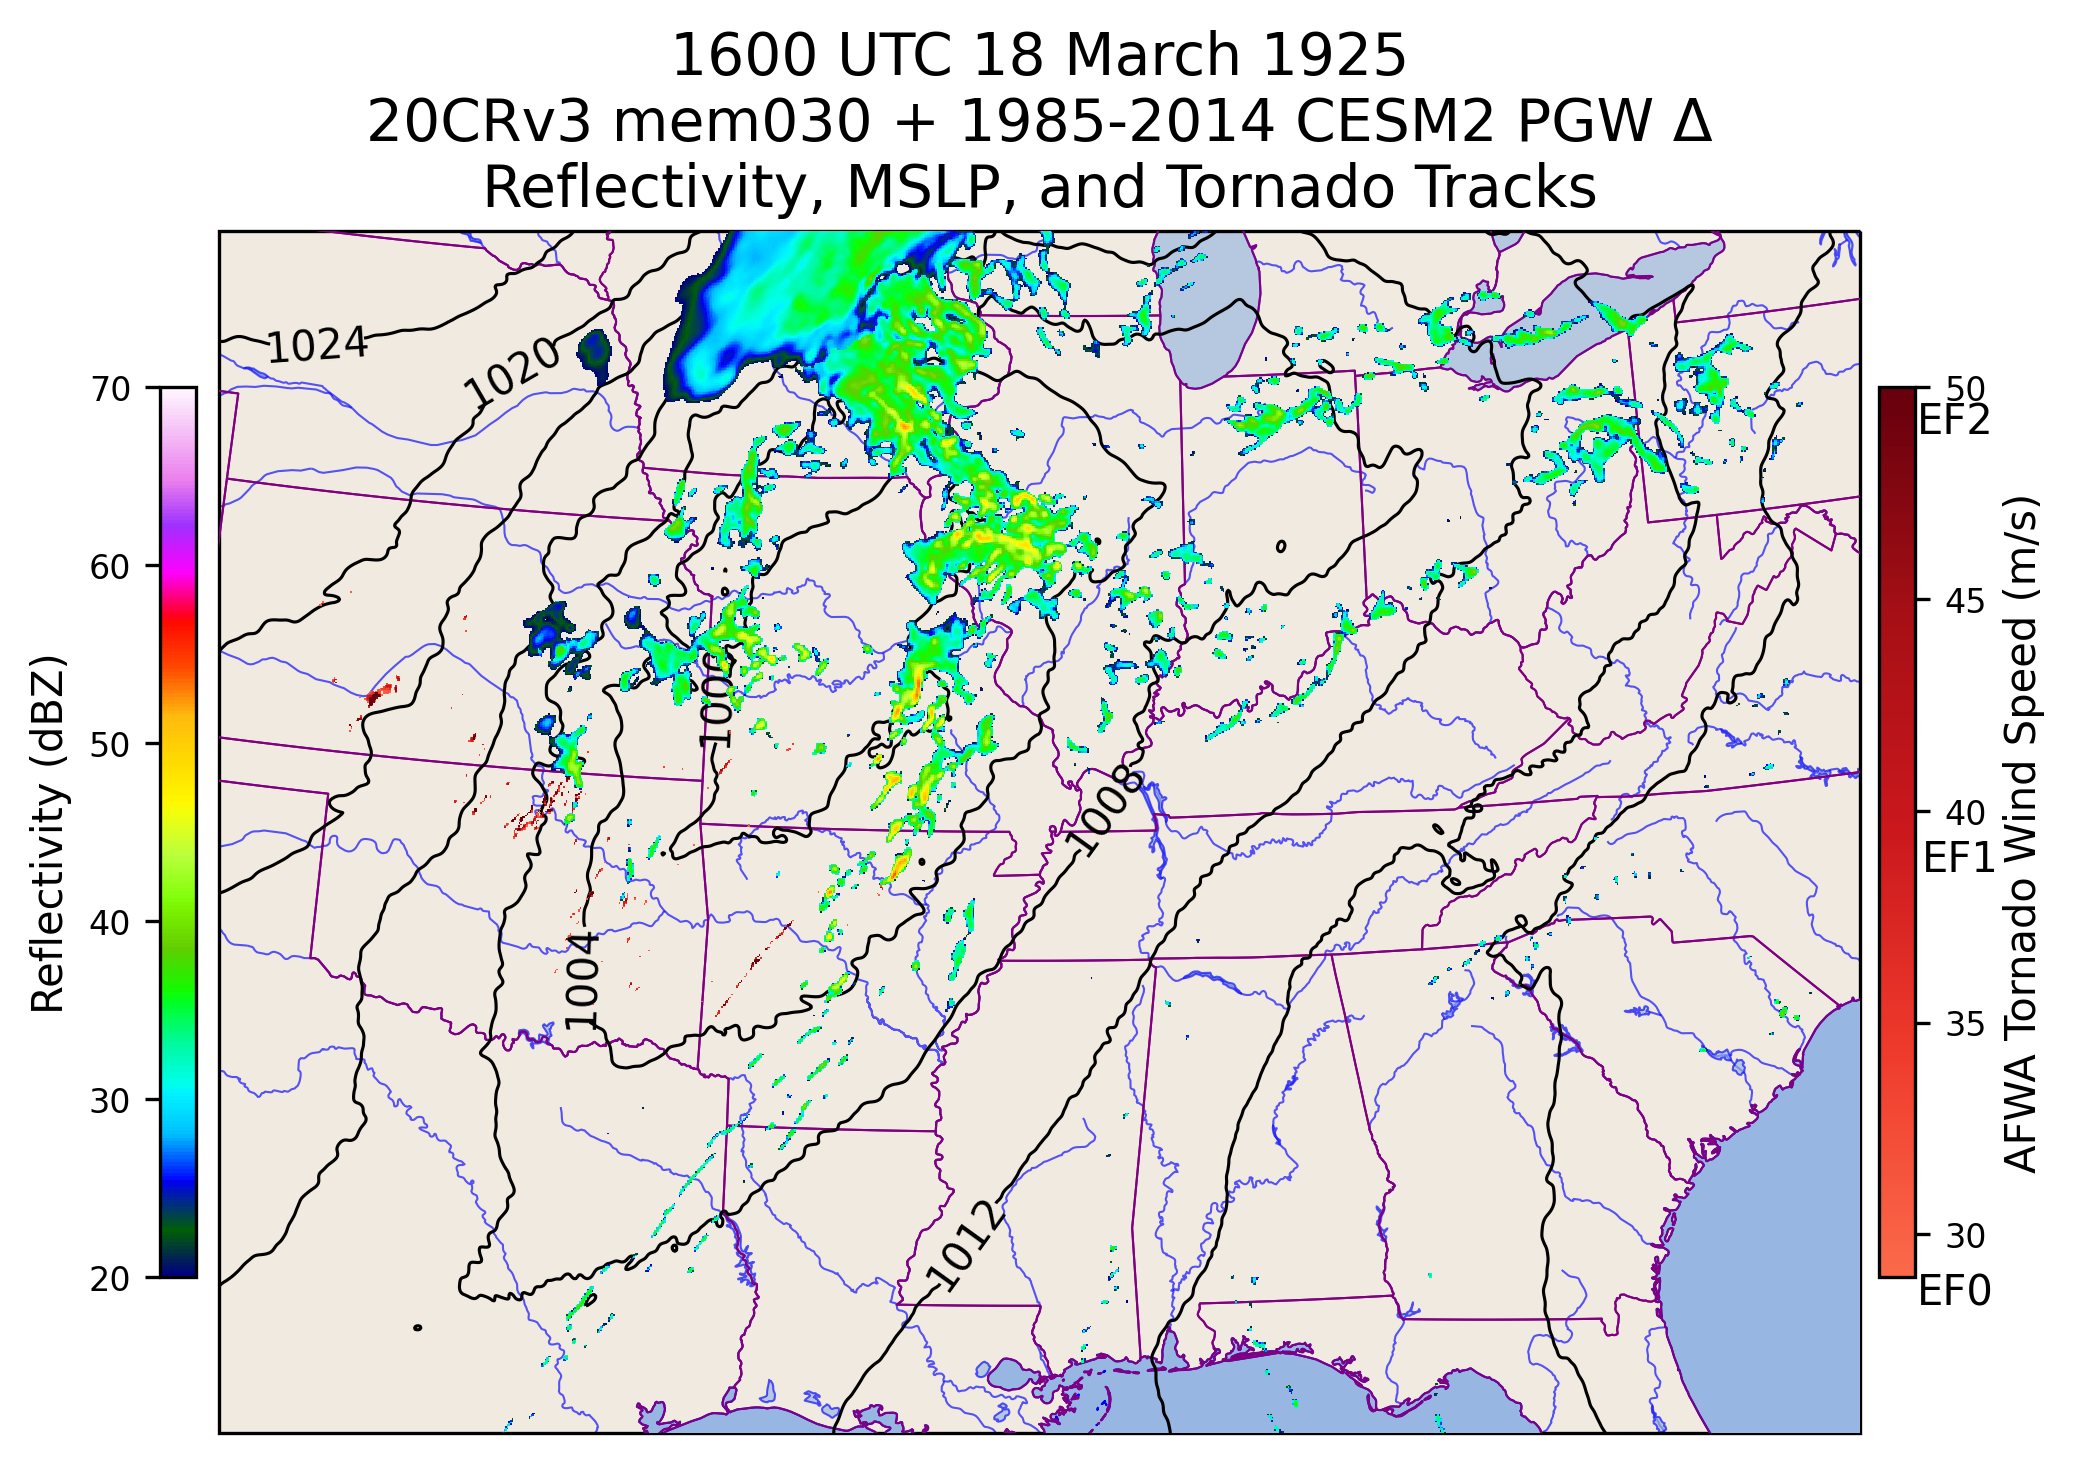 1600 UTC 18 March 1925
20CRv3 mem030 + 1985-2014 CESM2 PGW Δ
Reflectivity, MSLP, and Tornado Tracks
1024
1020
1000
1008
1004
1012
70
60
50
40
30
20
Reflectivity (dBZ)
50
EF2
45
40
EF1
35
30
EF0
AFWA Tornado Wind Speed (m/s)